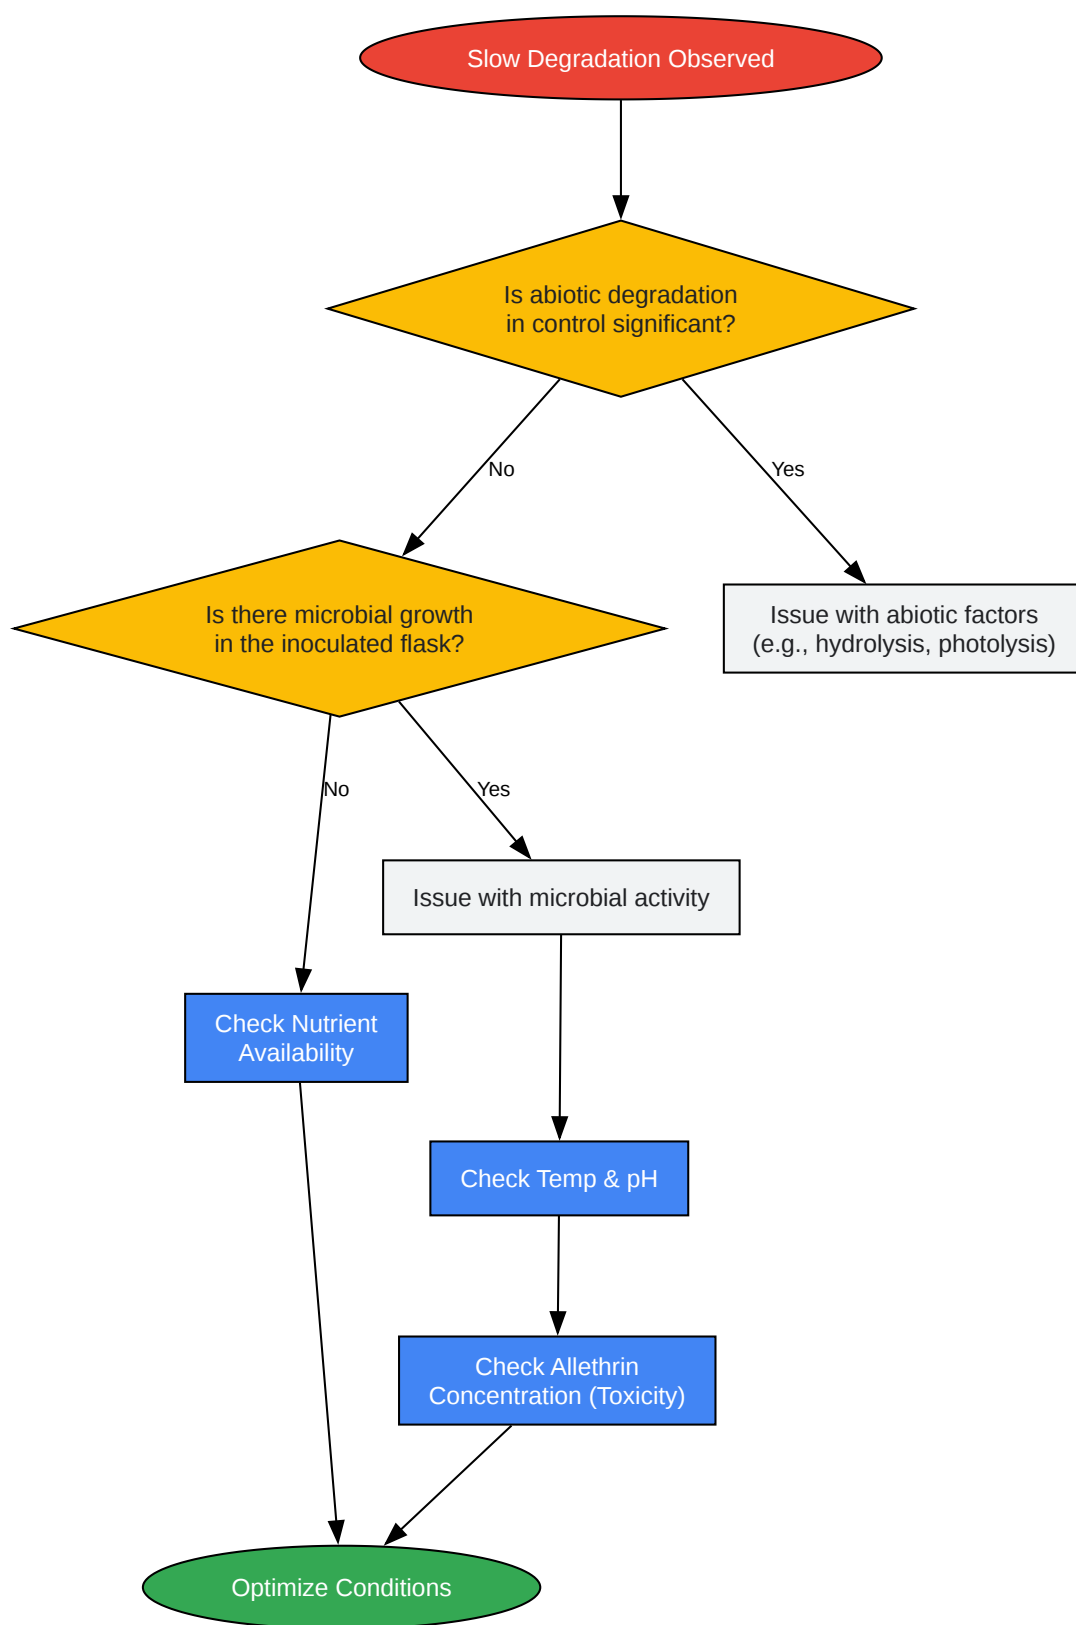 Slow Degradation Observed
Is abiotic degradation
in control significant?
No
Yes
Is there microbial growth
in the inoculated flask?
Issue with abiotic factors
(e.g., hydrolysis, photolysis)
No
Yes
Issue with microbial activity
Check Nutrient
Availability
Check Temp & pH
Check Allethrin
Concentration (Toxicity)
Optimize Conditions